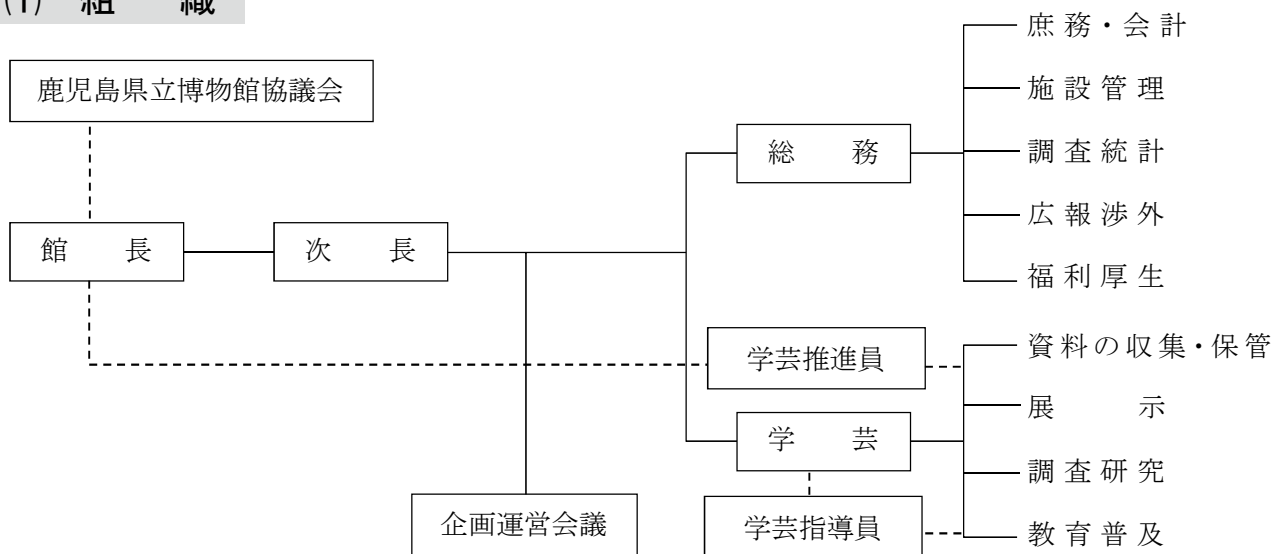 (1) 組織
鹿児島県立博物館協議会
館長
次長
企画運営会議
総務
庶務・会計
施設管理
調査統計
広報渉外
福利厚生
学芸推進員
学芸
学芸指導員
資料の収集・保管
展示
調査研究
教育普及